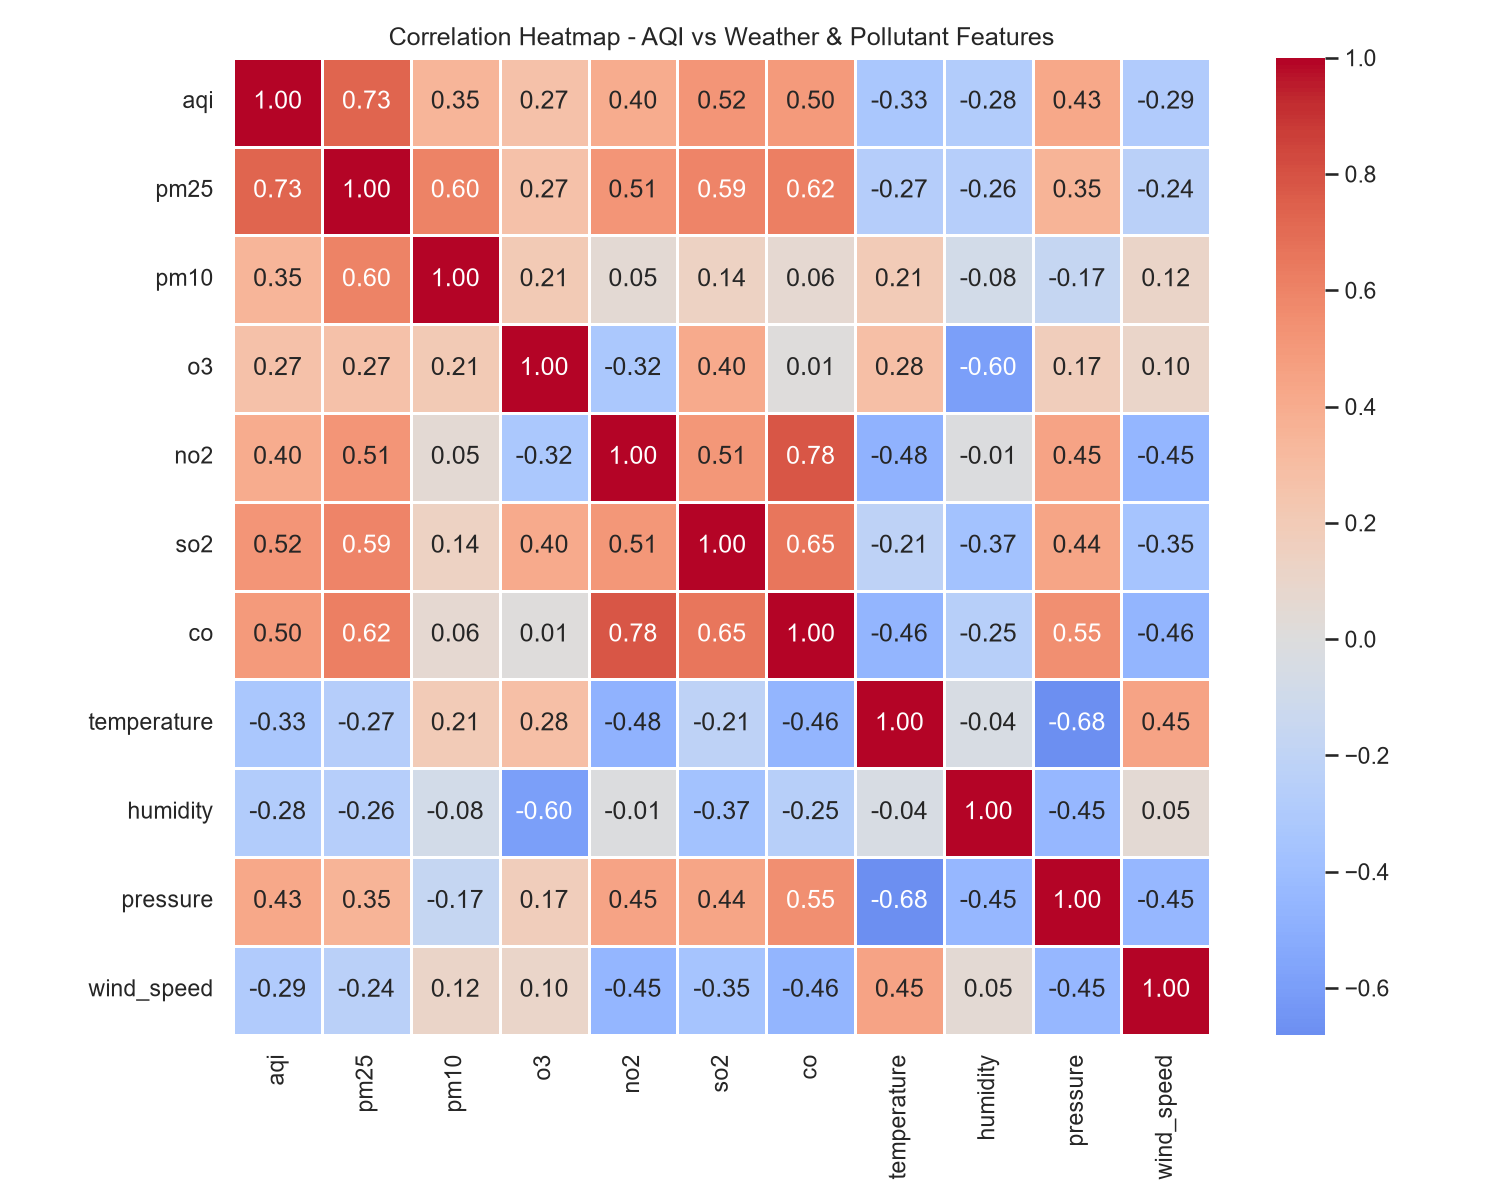 Correlation Heatmap - AQI vs Weather & Pollutant Features
aqi 1.00 0.73 0.35 0.27 0.40 0.52 0.50 -0.33 -0.28 0.43 -0.29
pm25 0.73 1.00 0.60 0.27 0.51 0.59 0.62 -0.27 -0.26 0.35 -0.24
pm10 0.35 0.60 1.00 0.21 0.05 0.14 0.06 0.21 -0.08 -0.17 0.12
o3 0.27 0.27 0.21 1.00 -0.32 0.40 0.01 0.28 -0.60 0.17 0.10
no2 0.40 0.51 0.05 -0.32 1.00 0.51 0.78 -0.48 -0.01 0.45 -0.45
so2 0.52 0.59 0.14 0.40 0.51 1.00 0.65 -0.21 -0.37 0.44 -0.35
co 0.50 0.62 0.06 0.01 0.78 0.65 1.00 -0.46 -0.25 0.55 -0.46
temperature -0.33 -0.27 0.21 0.28 -0.48 -0.21 -0.46 1.00 -0.04 -0.68 0.45
humidity -0.28 -0.26 -0.08 -0.60 -0.01 -0.37 -0.25 -0.04 1.00 -0.45 0.05
pressure 0.43 0.35 -0.17 0.17 0.45 0.44 0.55 -0.68 -0.45 1.00 -0.45
wind_speed -0.29 -0.24 0.12 0.10 -0.45 -0.35 -0.46 0.45 0.05 -0.45 1.00
aqi pm25 pm10 o3 no2 so2 co temperature humidity pressure wind_speed
1.0
0.8
0.6
0.4
0.2
0.0
−0.2
−0.4
−0.6